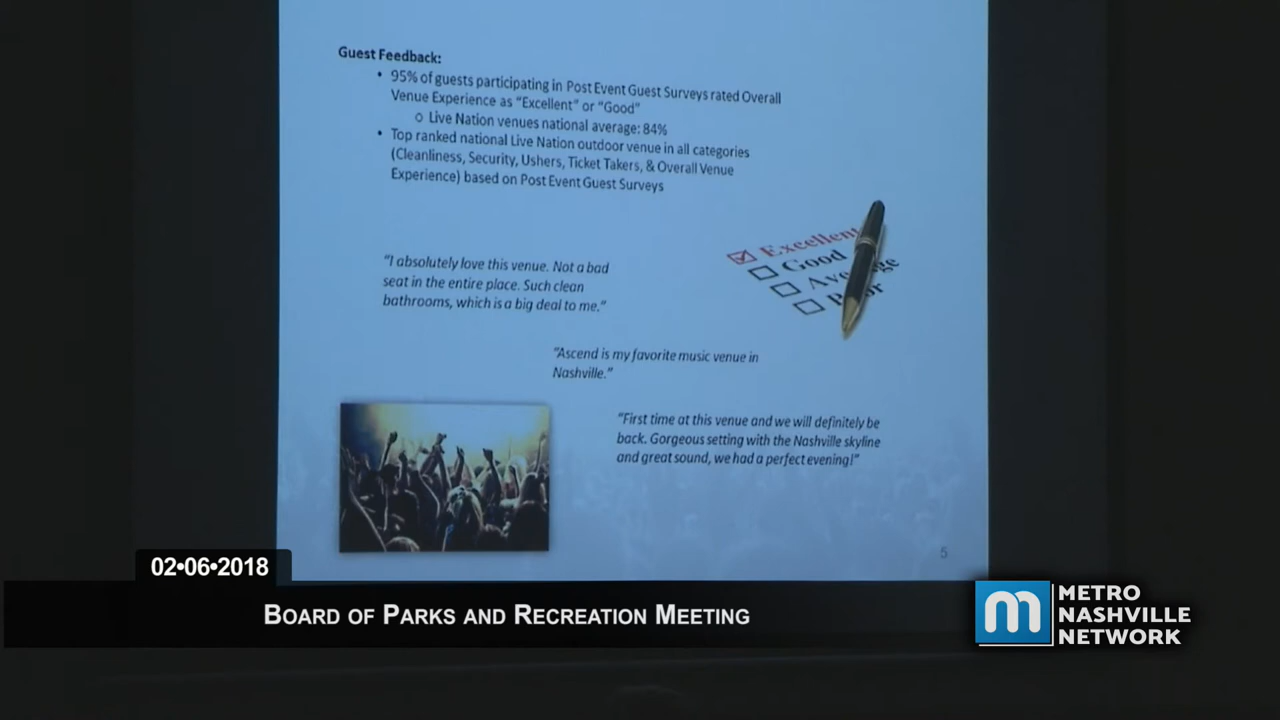 Guest Feedback:
• 95% of guests participating in Post Event Guest Surveys rated Overall
Venue Experience as "Excellent" or "Good"
o Live Nation venues national average: 84%
• Top ranked national Live Nation outdoor venue in all categories
(Cleanliness, Security, Ushers, Ticket Takers, & Overall Venue
Experience) based on Post Event Guest Surveys
Excellent
Good
"I absolutely love this venue. Not a bad
seat in the entire place. Such clean
bathrooms, which is a big deal to me."
"Ascend is my favorite music venue in
Nashville."
"First time at this venue and we will definitely be
back. Gorgeous setting with the Nashville skyline
and great sound, we had a perfect evening!"
5
02•06•2018
BOARD OF PARKS AND RECREATION MEETING
m
METRO
NASHVILLE
NETWORK